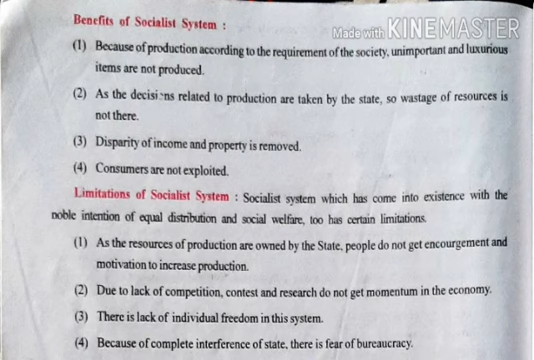 Benefits of Socialist System :
Made with KINEMASTER
(1) Because of production according to the requirement of the society, unimportant and luxurious
items are not produced.
(2) As the decisions related to production are taken by the state, so wastage of resources is
not there.
(3) Disparity of income and property is removed.
(4) Consumers are not exploited.
Limitations of Socialist System : Socialist system which has come into existence with the
noble intention of equal distribution and social welfare, too has certain limitations.
(1) As the resources of production are owned by the State, people do not get encourgement and
motivation to increase production.
(2) Due to lack of competition, contest and research do not get momentum in the economy.
(3) There is lack of individual freedom in this system.
(4) Because of complete interference of state, there is fear of bureaucracy.